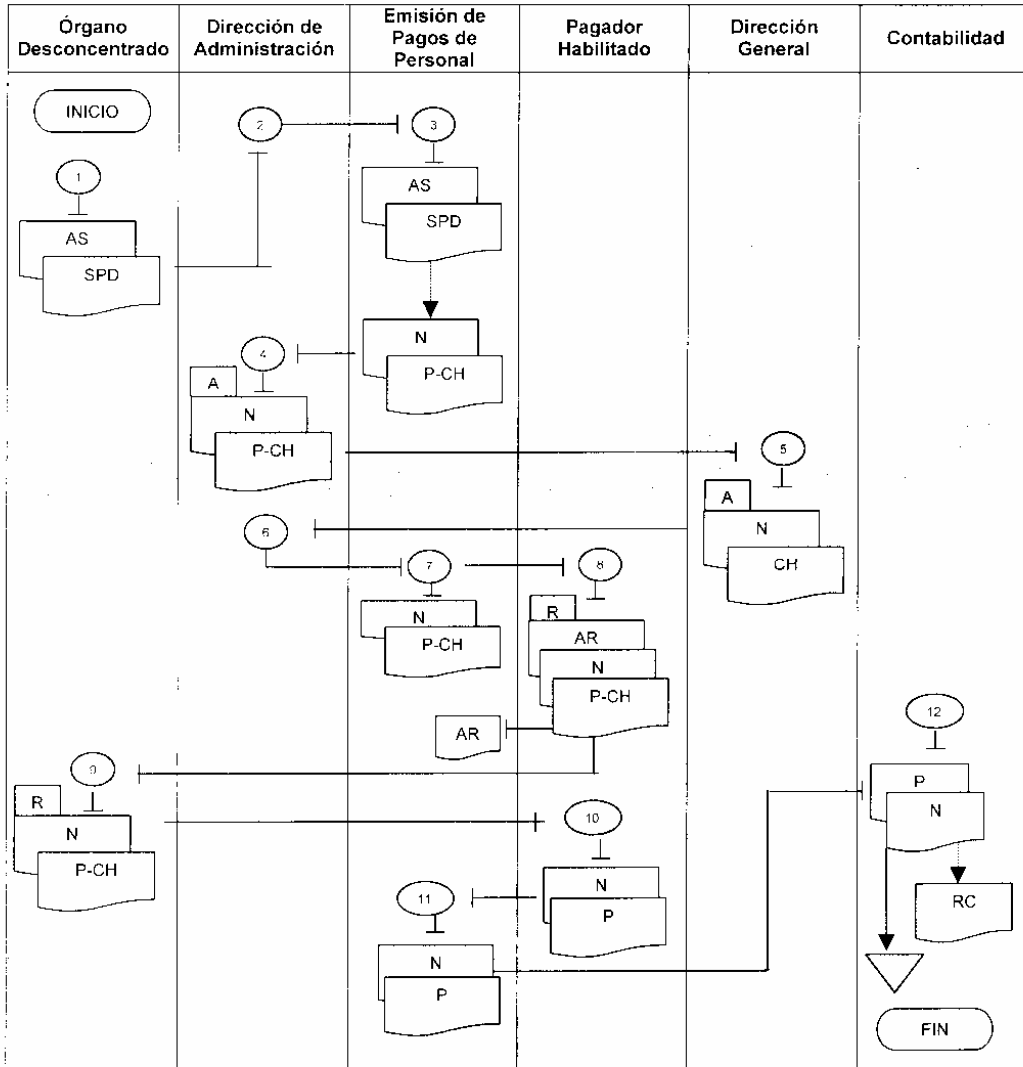 Órgano
Desconcentrado
Dirección de
Administración
Emisión de
Pagos de
Personal
Pagador
Habilitado
Dirección
General
Contabilidad
INICIO
1
AS
SPD
2
3
AS
SPD
N
P-CH
4
A
N
P-CH
5
A
N
CH
6
7
N
P-CH
8
R
AR
N
P-CH
AR
9
R
N
P-CH
10
N
P
11
N
P
12
P
N
RC
FIN